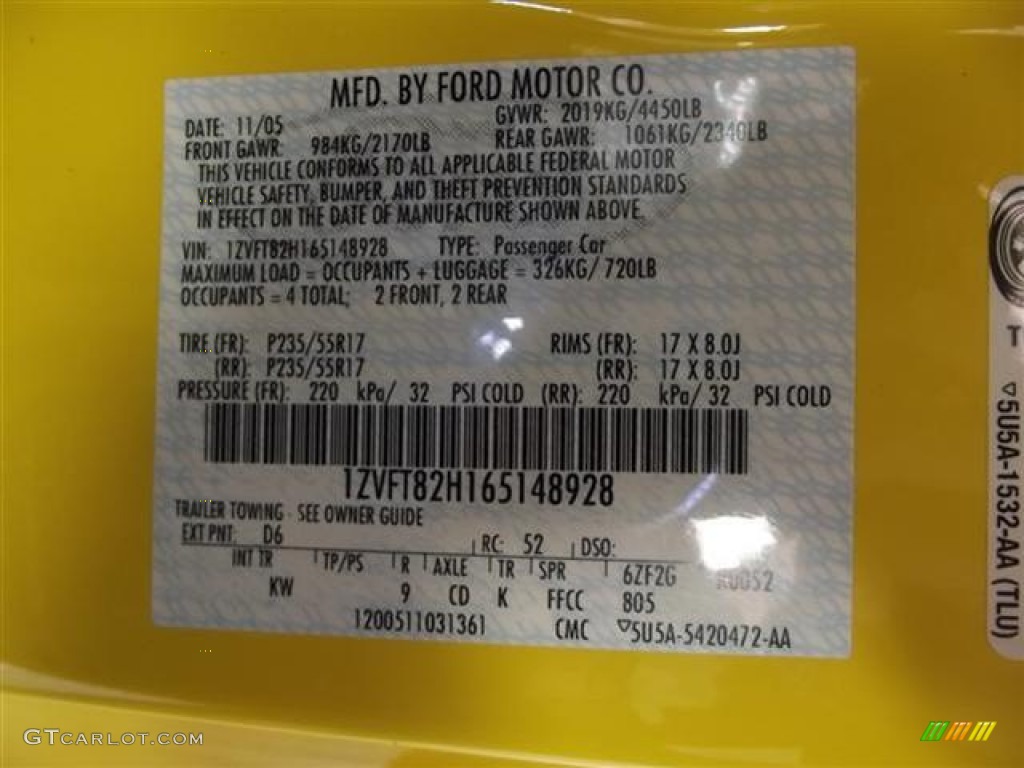 MFD. BY FORD MOTOR CO.
DATE: 11/05 GVWR: 2019KG/4450LB
FRONT GAWR: 984KG/2170LB REAR GAWR: 1061KG/2340LB
THIS VEHICLE CONFORMS TO ALL APPLICABLE FEDERAL MOTOR
VEHICLE SAFETY, BUMPER, AND THEFT PREVENTION STANDARDS
IN EFFECT ON THE DATE OF MANUFACTURE SHOWN ABOVE.
VIN: 1ZVFT82H165148928 TYPE: Passenger Car
MAXIMUM LOAD = OCCUPANTS + LUGGAGE = 326KG/720LB
OCCUPANTS = 4 TOTAL; 2 FRONT, 2 REAR
TIRE (FR): P235/55R17 RIMS (FR): 17 X 8.0J
(RR): P235/55R17 (RR): 17 X 8.0J
PRESSURE (FR): 220 kPa/ 32 PSI COLD (RR): 220 kPa/ 32 PSI COLD
1ZVFT82H165148928
TRAILER TOWING - SEE OWNER GUIDE
EXT PNT: D6 RC: 52 DSO:
INT TR TP/PS R AXLE TR SPR 6ZF2G R0052
KW 9 CD K FFCC 805
1200511031361 CMC ▽5U5A-5420472-AA
T ▽5U5A-1532-AA (TLU)
GTCARLOT.COM